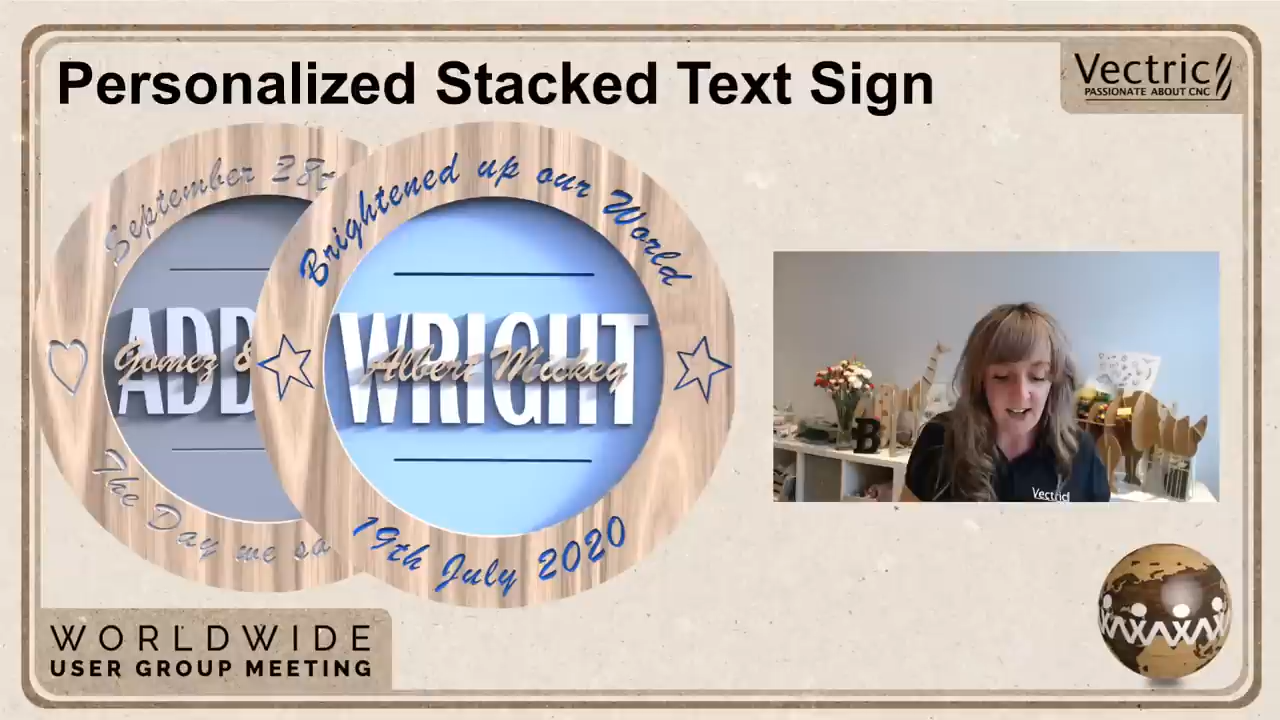 Personalized Stacked Text Sign
Vectric
PASSIONATE ABOUT CNC
September 28t
ADD
Gomez &
The Day we sa
Brightened up our World
WRIGHT
Albert Mickey
19th July 2020
B
Vectric
WORLDWIDE
USER GROUP MEETING